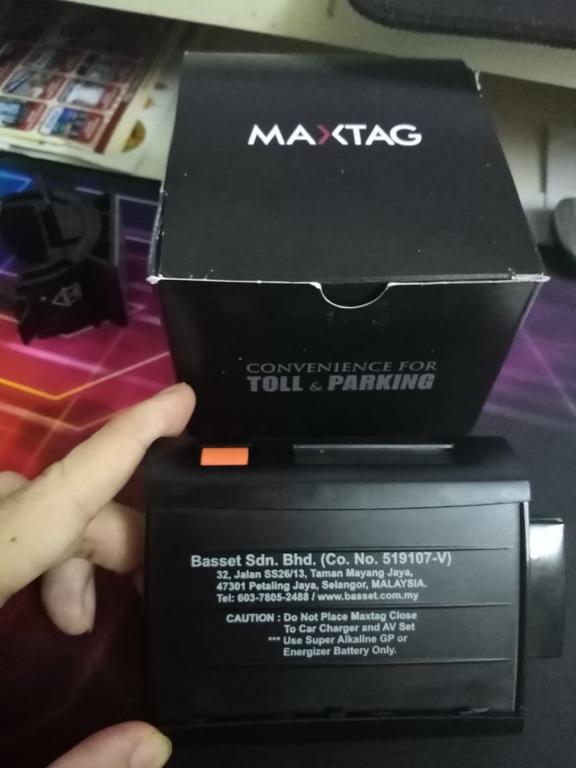 MAXTAG
CONVENIENCE FOR
TOLL & PARKING
Basset Sdn. Bhd. (Co. No. 519107-V)
32, Jalan SS26/13, Taman Mayang Jaya,
47301 Petaling Jaya, Selangor, MALAYSIA.
Tel: 603-7805-2488 / www.basset.com.my
CAUTION : Do Not Place Maxtag Close
To Car Charger and AV Set
*** Use Super Alkaline GP or
Energizer Battery Only.